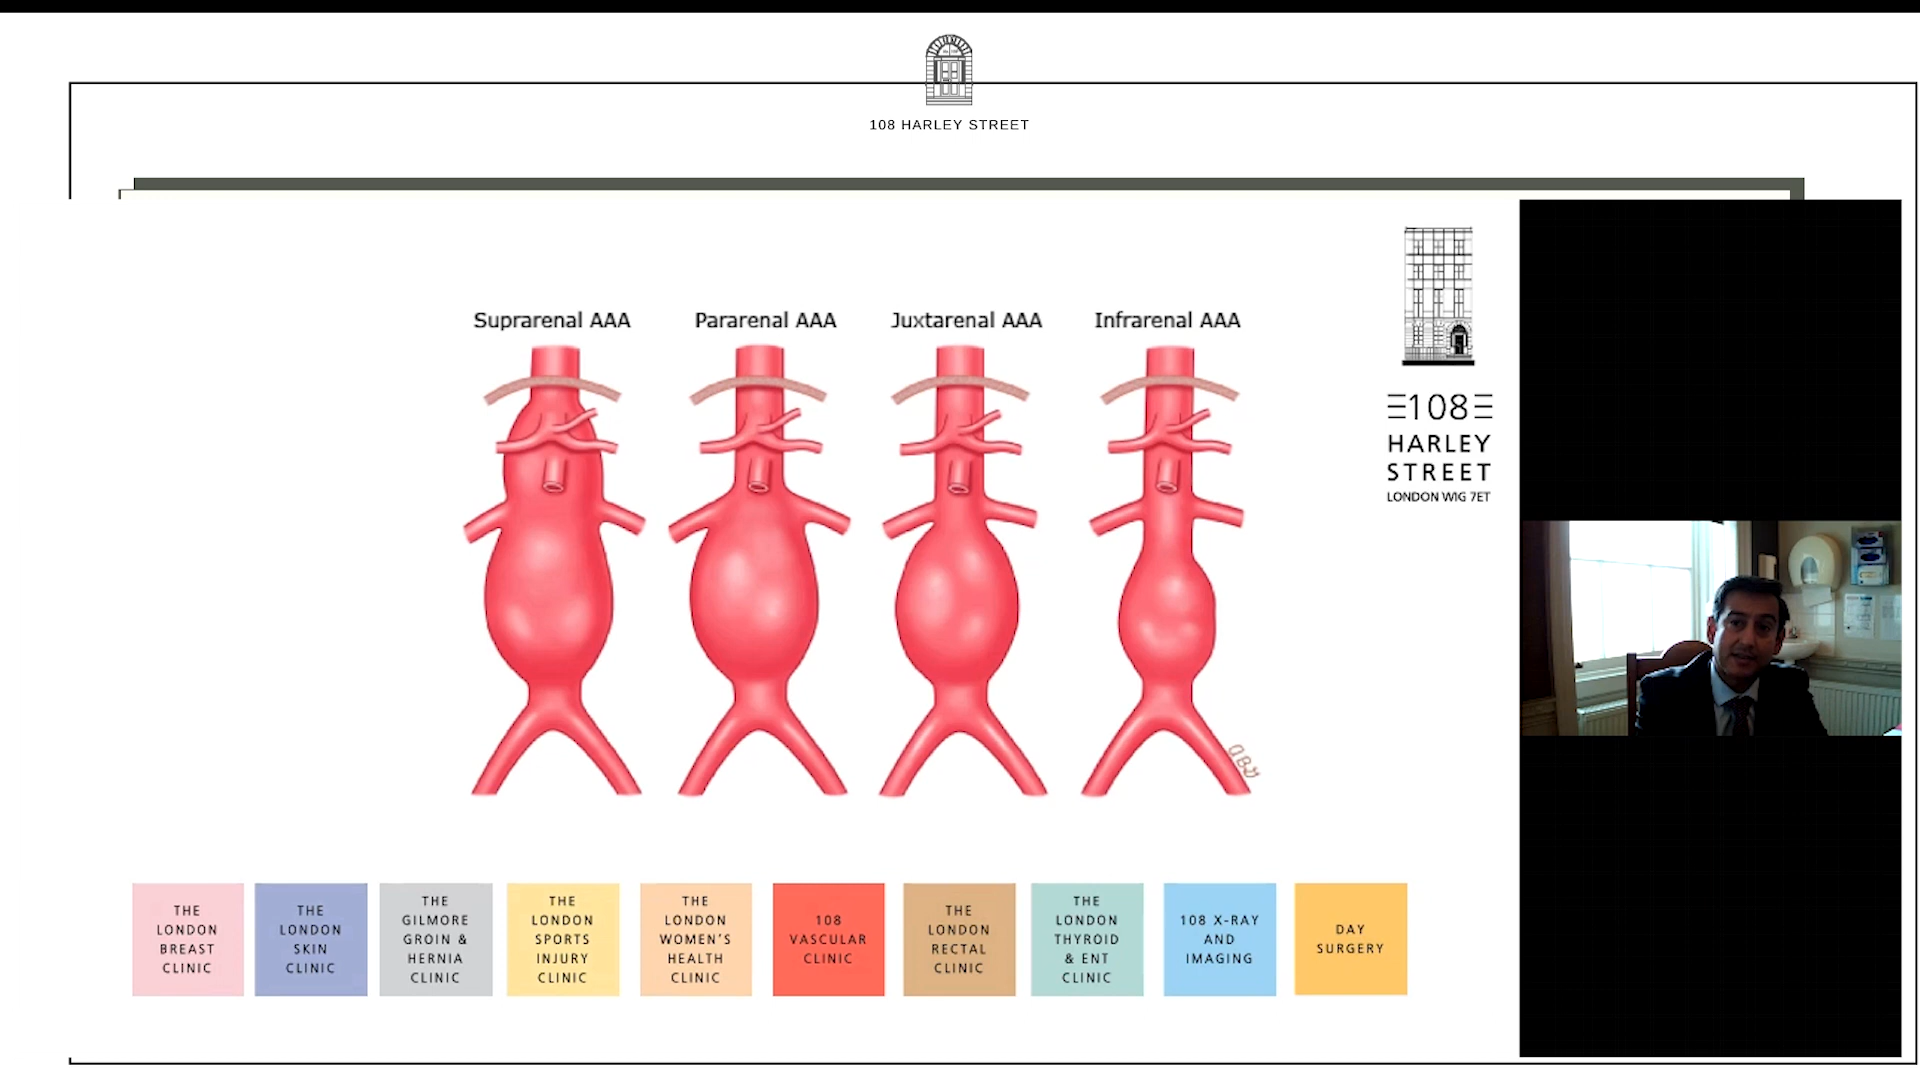 108 HARLEY STREET
Suprarenal AAA
Pararenal AAA
Juxtarenal AAA
Infrarenal AAA
108
HARLEY
STREET
LONDON W1G 7ET
THE
LONDON
BREAST
CLINIC
THE
LONDON
SKIN
CLINIC
THE
GILMORE
GROIN &
HERNIA
CLINIC
THE
LONDON
SPORTS
INJURY
CLINIC
THE
LONDON
WOMEN'S
HEALTH
CLINIC
108
VASCULAR
CLINIC
THE
LONDON
RECTAL
CLINIC
THE
LONDON
THYROID
& ENT
CLINIC
108 X-RAY
AND
IMAGING
DAY
SURGERY